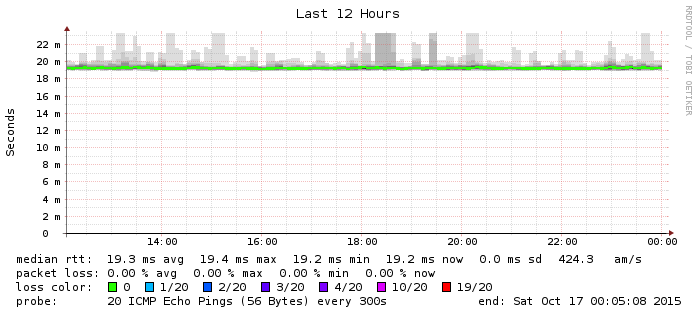 Last 12 Hours
RRDTOOL / TOBI OETIKER
Seconds
22 m
20 m
18 m
16 m
14 m
12 m
10 m
8 m
6 m
4 m
2 m
0
14:00 16:00 18:00 20:00 22:00 00:00
median rtt: 19.3 ms avg 19.4 ms max 19.2 ms min 19.2 ms now 0.0 ms sd 424.3 am/s
packet loss: 0.00 % avg 0.00 % max 0.00 % min 0.00 % now
loss color: 0 1/20 2/20 3/20 4/20 10/20 19/20
probe: 20 ICMP Echo Pings (56 Bytes) every 300s end: Sat Oct 17 00:05:08 2015